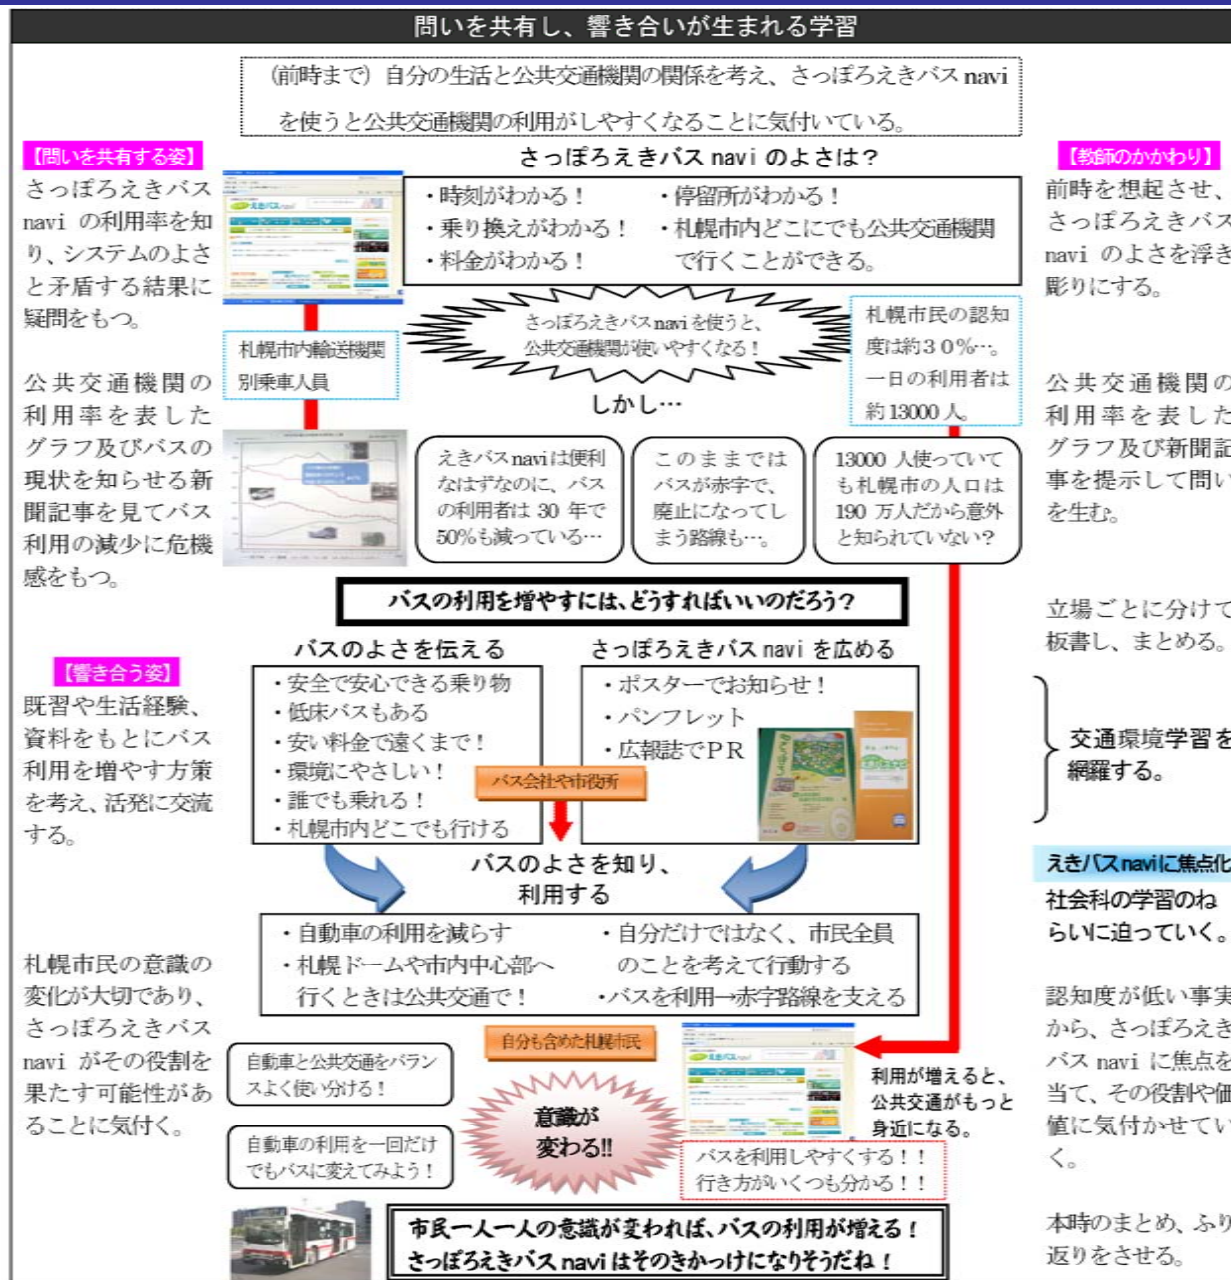 問いを共有し、響き合いが生まれる学習
(前時まで) 自分の生活と公共交通機関の関係を考え、さっぽろえきバス navi
を使うと公共交通機関の利用がしやすくなることに気付いている。
【問いを共有する姿】
さっぽろえきバス
navi の利用率を知
り、システムのよさ
と矛盾する結果に
疑問をもつ。
公共交通機関の
利用率を表した
グラフ及びバスの
現状を知らせる新
聞記事を見てバス
利用の減少に危機
感をもつ。
さっぽろえきバス navi のよさは？
・時刻がわかる！
・乗り換えがわかる！
・料金がわかる！
・停留所がわかる！
・札幌市内どこにでも公共交通機関
で行くことができる。
【教師のかかわり】
前時を想起させ、
さっぽろえきバス
navi のよさを浮き
彫りにする。
公共交通機関の
利用率を表した
グラフ及び新聞記
事を提示して問い
を生む。
立場ごとに分けて
板書し、まとめる。
さっぽろえきバス naviを使うと、
公共交通機関が使いやすくなる！
札幌市内輸送機関
別乗車人員
札幌市民の認知
度は約３０％…。
一日の利用者は
約 13000 人。
しかし…
えきバス naviは便利
なはずなのに、バス
の利用者は 30 年で
50%も減っている…
このままでは
バスが赤字で、
廃止になってし
まう路線も…。
13000 人使っていて
も札幌市の人口は
190 万人だから意外
と知られていない？
バスの利用を増やすには、どうすればいいのだろう？
【響き合う姿】
既習や生活経験、
資料をもとにバス
利用を増やす方策
を考え、活発に交流
する。
バスのよさを伝える
・安全で安心できる乗り物
・低床バスもある
・安い料金で遠くまで！
・環境にやさしい！
・誰でも乗れる！
・札幌市内どこでも行ける
さっぽろえきバス navi を広める
・ポスターでお知らせ！
・パンフレット
・広報誌でＰＲ
バス会社や市役所
交通環境学習を
網羅する。
バスのよさを知り、
利用する
えきバス naviに焦点化
社会科の学習のね
らいに迫っていく。
・自動車の利用を減らす
・札幌ドームや市内中心部へ
行くときは公共交通で！
・自分だけではなく、市民全員
のことを考えて行動する
・バスを利用→赤字路線を支える
札幌市民の意識の
変化が大切であり、
さっぽろえきバス
navi がその役割を
果たす可能性があ
ることに気付く。
認知度が低い事実
から、さっぽろえき
バス navi に焦点を
当て、その役割や価
値に気付かせてい
く。
自分も含めた札幌市民
自動車と公共交通をバラン
スよく使い分ける！
自動車の利用を一回だけ
でもバスに変えてみよう！
意識が
変わる!!
利用が増えると、
公共交通がもっと
身近になる。
バスを利用しやすくする！！
行き方がいくつも分かる！！
市民一人一人の意識が変われば、バスの利用が増える！
さっぽろえきバス navi はそのきっかけになりそうだね！
本時のまとめ、ふり
返りをさせる。